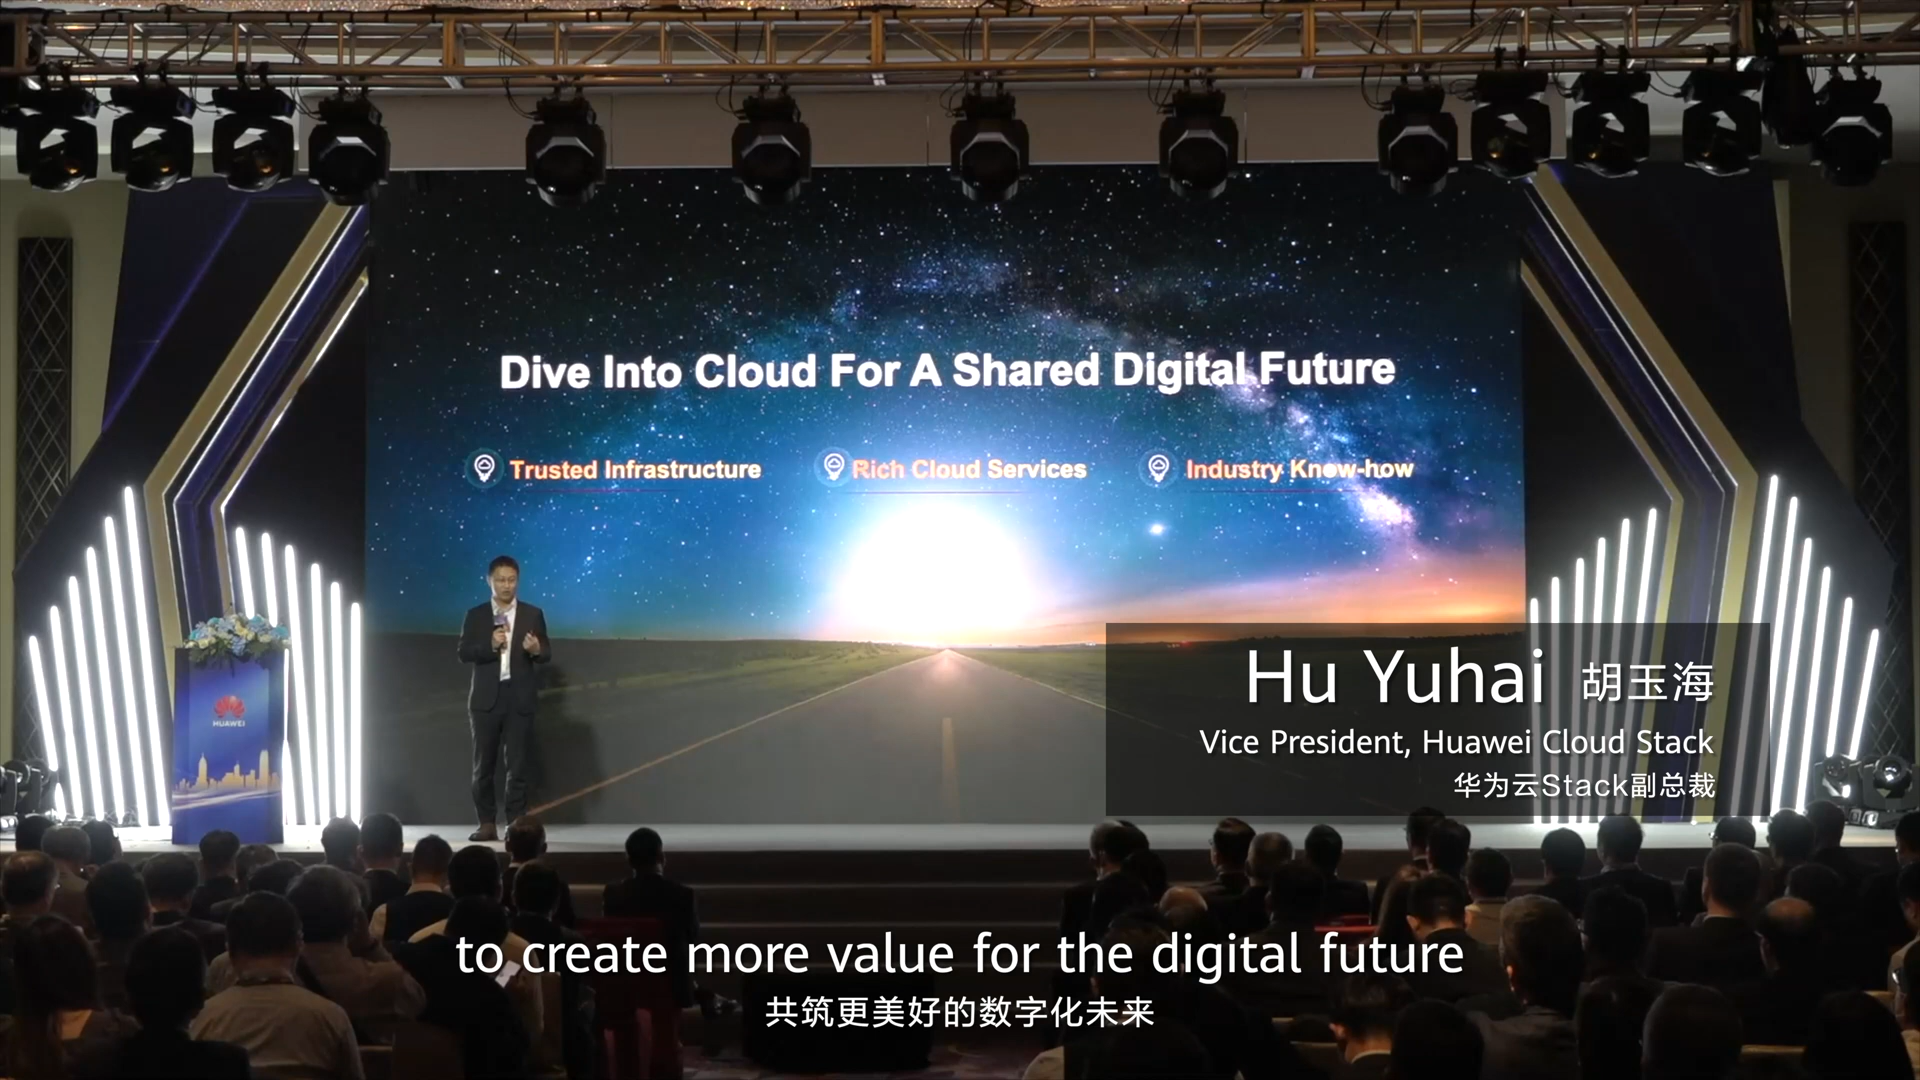 Dive Into Cloud For A Shared Digital Future
Trusted Infrastructure
Rich Cloud Services
Industry Know-how
HUAWEI
Hu Yuhai 胡玉海
Vice President, Huawei Cloud Stack
华为云Stack副总裁
to create more value for the digital future
共筑更美好的数字化未来